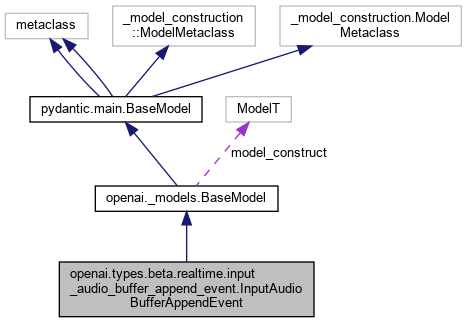 metaclass
_model_construction
::ModelMetaclass
_model_construction.Model
Metaclass
pydantic.main.BaseModel
ModelT
model_construct
openai._models.BaseModel
openai.types.beta.realtime.input
_audio_buffer_append_event.InputAudio
BufferAppendEvent